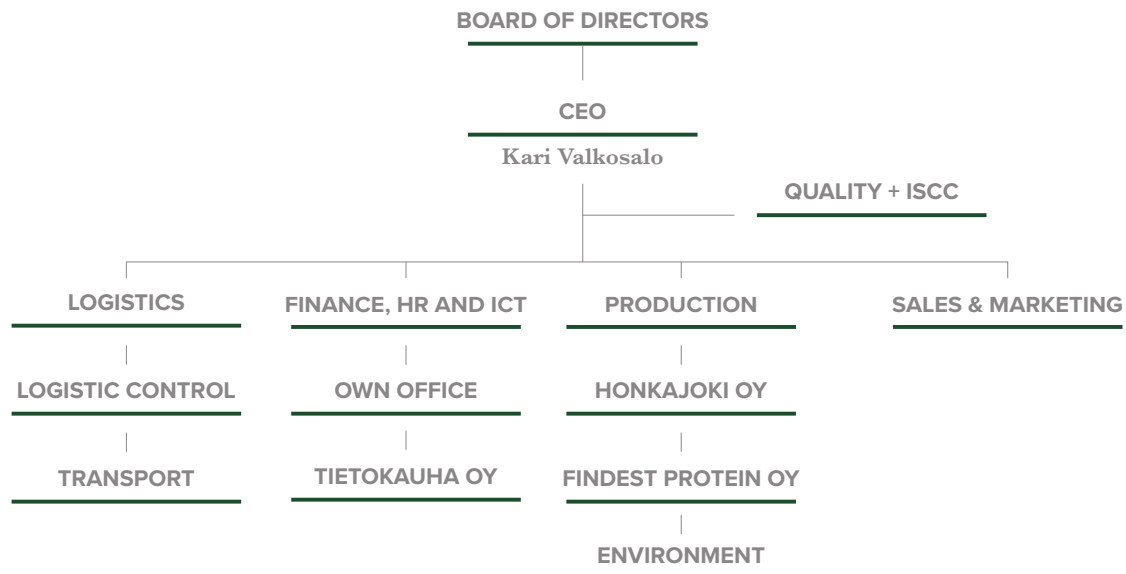 BOARD OF DIRECTORS
CEO
Kari Valkosalo
QUALITY + ISCC
LOGISTICS
FINANCE, HR AND ICT
PRODUCTION
SALES & MARKETING
LOGISTIC CONTROL
OWN OFFICE
HONKAJOKI OY
TRANSPORT
TIETOKAUHA OY
FINDEST PROTEIN OY
ENVIRONMENT